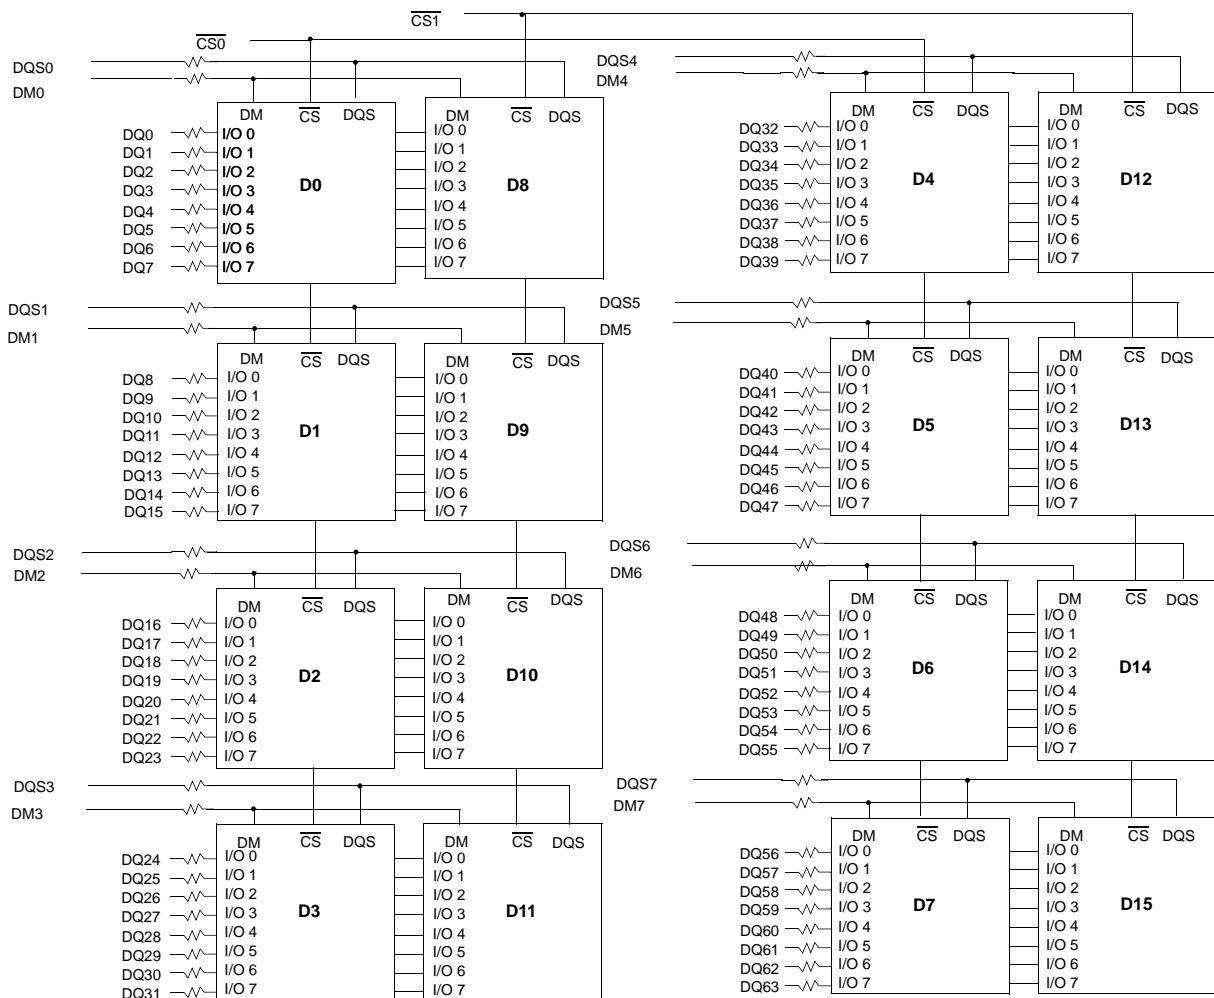 CS1
CS0
DQS0
DM0
DM CS DQS
DM CS DQS
DQ0 I/O 0 I/O 0
DQ1 I/O 1 I/O 1
DQ2 I/O 2 I/O 2
DQ3 I/O 3 D0 I/O 3 D8
DQ4 I/O 4 I/O 4
DQ5 I/O 5 I/O 5
DQ6 I/O 6 I/O 6
DQ7 I/O 7 I/O 7
DQS1
DM1
DM CS DQS
DM CS DQS
DQ8 I/O 0 I/O 0
DQ9 I/O 1 I/O 1
DQ10 I/O 2 I/O 2
DQ11 I/O 3 D1 I/O 3 D9
DQ12 I/O 4 I/O 4
DQ13 I/O 5 I/O 5
DQ14 I/O 6 I/O 6
DQ15 I/O 7 I/O 7
DQS2
DM2
DM CS DQS
DM CS DQS
DQ16 I/O 0 I/O 0
DQ17 I/O 1 I/O 1
DQ18 I/O 2 I/O 2
DQ19 I/O 3 D2 I/O 3 D10
DQ20 I/O 4 I/O 4
DQ21 I/O 5 I/O 5
DQ22 I/O 6 I/O 6
DQ23 I/O 7 I/O 7
DQS3
DM3
DM CS DQS
DM CS DQS
DQ24 I/O 0 I/O 0
DQ25 I/O 1 I/O 1
DQ26 I/O 2 I/O 2
DQ27 I/O 3 D3 I/O 3 D11
DQ28 I/O 4 I/O 4
DQ29 I/O 5 I/O 5
DQ30 I/O 6 I/O 6
DQ31 I/O 7 I/O 7
DQS4
DM4
DM CS DQS
DM CS DQS
DQ32 I/O 0 I/O 0
DQ33 I/O 1 I/O 1
DQ34 I/O 2 I/O 2
DQ35 I/O 3 D4 I/O 3 D12
DQ36 I/O 4 I/O 4
DQ37 I/O 5 I/O 5
DQ38 I/O 6 I/O 6
DQ39 I/O 7 I/O 7
DQS5
DM5
DM CS DQS
DM CS DQS
DQ40 I/O 0 I/O 0
DQ41 I/O 1 I/O 1
DQ42 I/O 2 I/O 2
DQ43 I/O 3 D5 I/O 3 D13
DQ44 I/O 4 I/O 4
DQ45 I/O 5 I/O 5
DQ46 I/O 6 I/O 6
DQ47 I/O 7 I/O 7
DQS6
DM6
DM CS DQS
DM CS DQS
DQ48 I/O 0 I/O 0
DQ49 I/O 1 I/O 1
DQ50 I/O 2 I/O 2
DQ51 I/O 3 D6 I/O 3 D14
DQ52 I/O 4 I/O 4
DQ53 I/O 5 I/O 5
DQ54 I/O 6 I/O 6
DQ55 I/O 7 I/O 7
DQS7
DM7
DM CS DQS
DM CS DQS
DQ56 I/O 0 I/O 0
DQ57 I/O 1 I/O 1
DQ58 I/O 2 I/O 2
DQ59 I/O 3 D7 I/O 3 D15
DQ60 I/O 4 I/O 4
DQ61 I/O 5 I/O 5
DQ62 I/O 6 I/O 6
DQ63 I/O 7 I/O 7